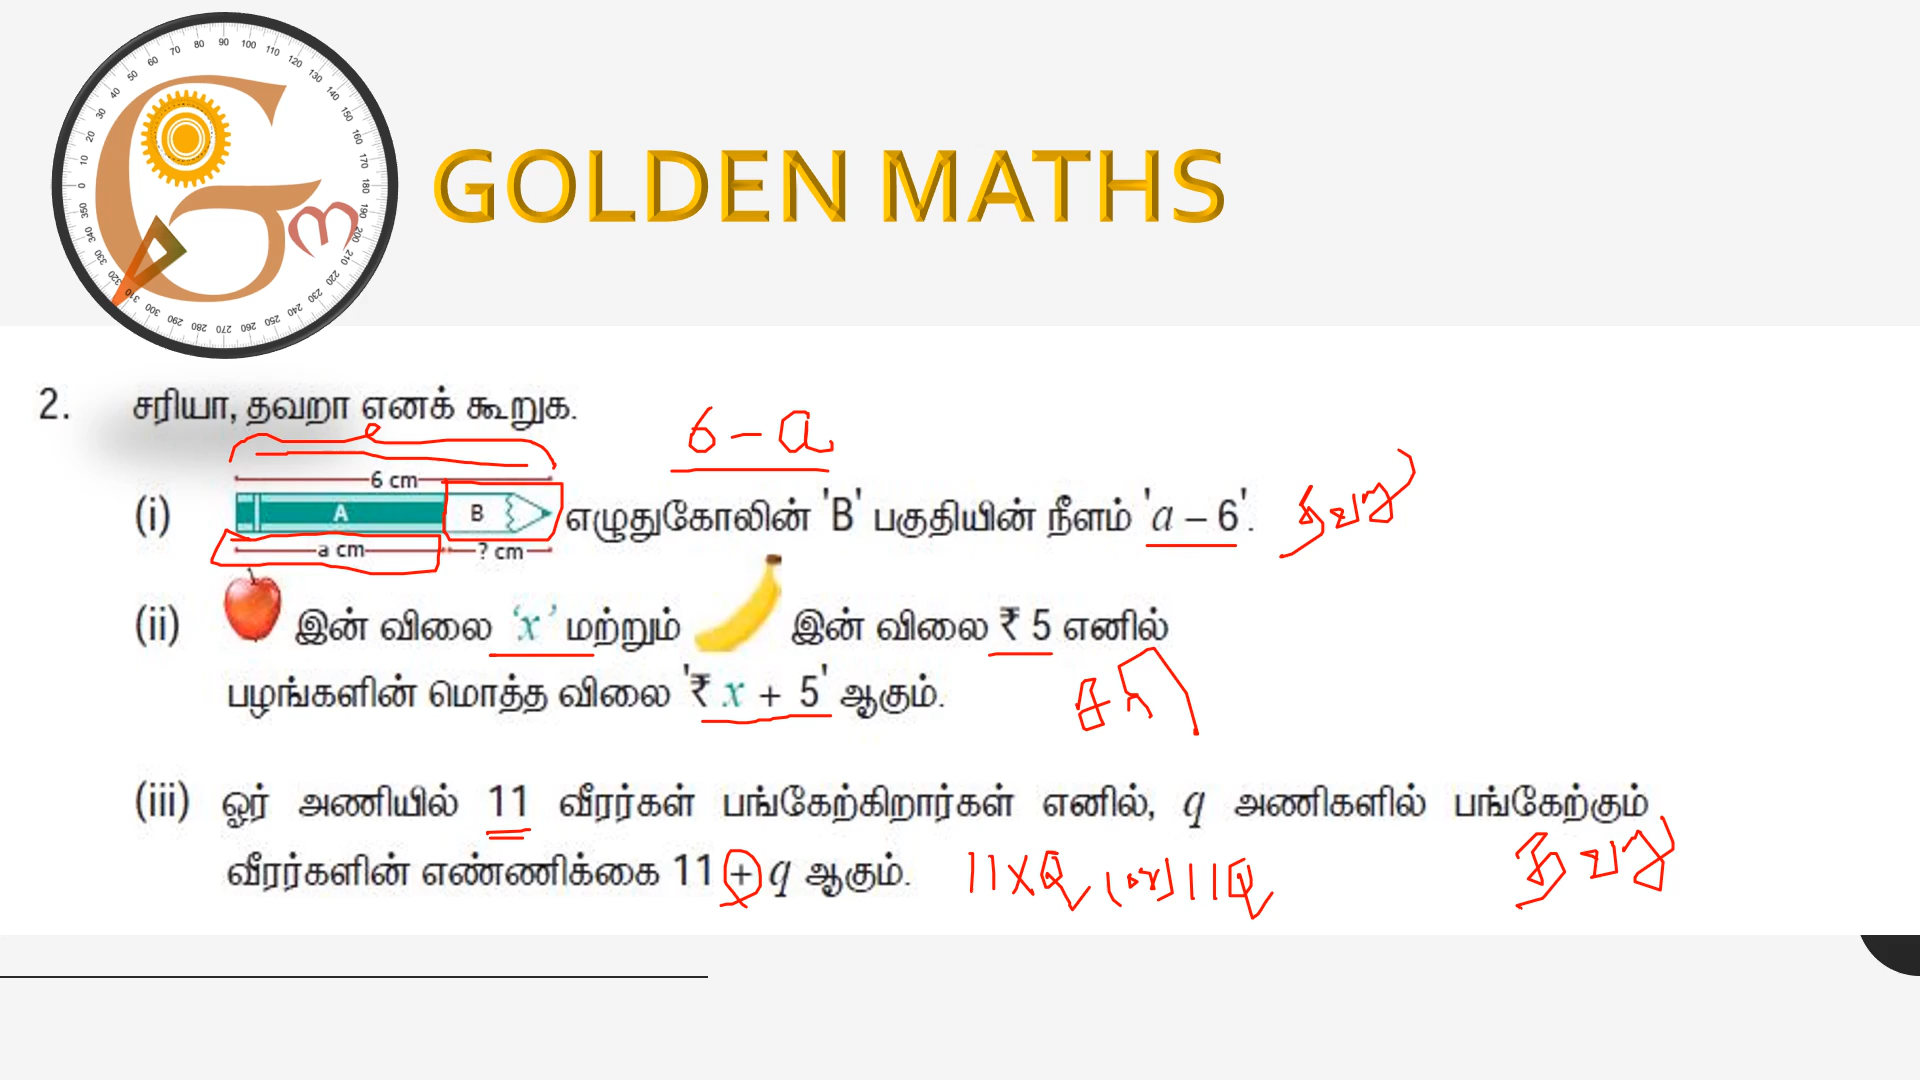 GOLDEN MATHS
2. சரியா, தவறா எனக் கூறுக.
6 - a
6 cm
(i) A B எழுதுகோலின் 'B' பகுதியின் நீளம் 'a – 6'. தவறு
a cm ? cm
(ii) இன் விலை ‘x’ மற்றும் இன் விலை ₹ 5 எனில்
பழங்களின் மொத்த விலை '₹ x + 5' ஆகும். சரி
(iii) ஓர் அணியில் 11 வீரர்கள் பங்கேற்கிறார்கள் எனில், q அணிகளில் பங்கேற்கும்
வீரர்களின் எண்ணிக்கை 11 + q ஆகும். 11 x q (or) 11 q தவறு